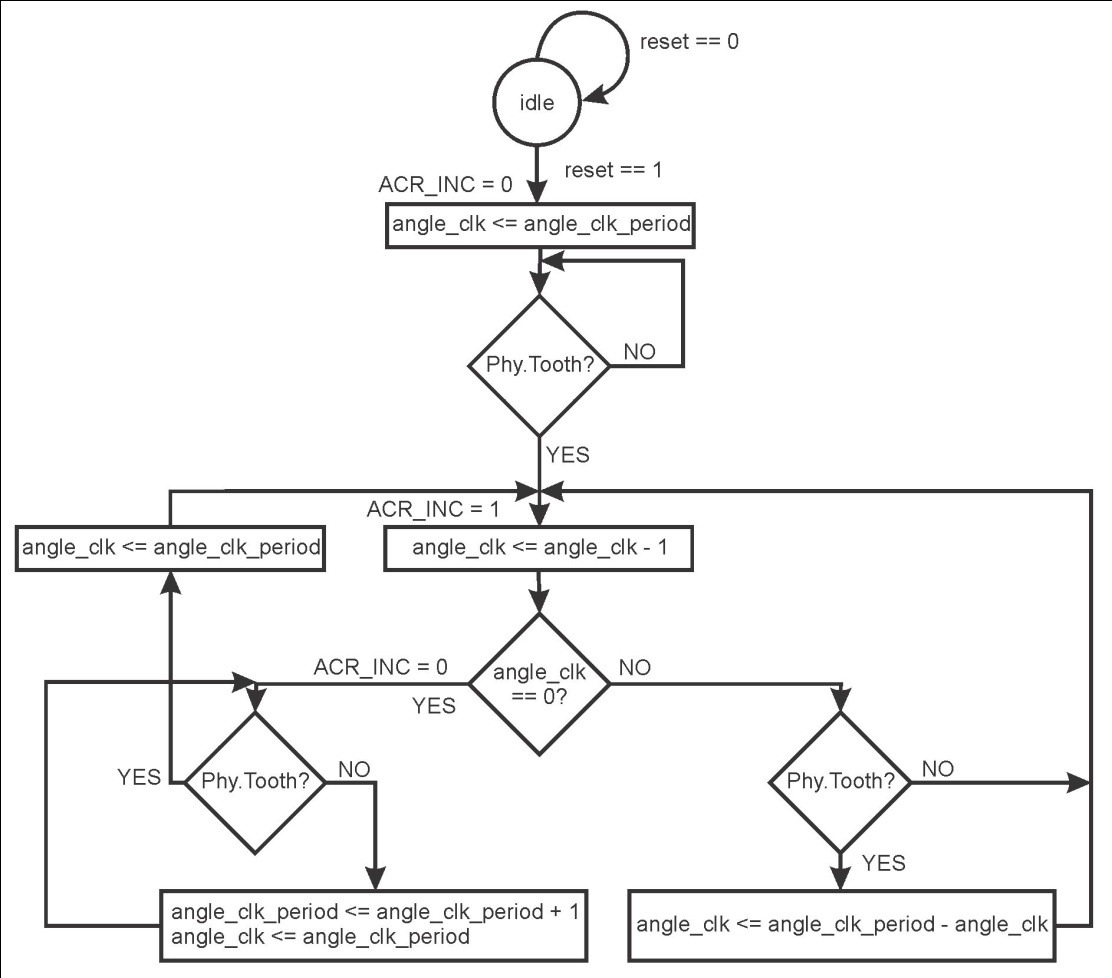 reset == 0
idle
reset == 1
ACR_INC = 0
angle_clk <= angle_clk_period
Phy.Tooth?
NO
YES
ACR_INC = 1
angle_clk <= angle_clk_period
angle_clk <= angle_clk - 1
ACR_INC = 0
angle_clk
== 0?
NO
YES
YES
Phy.Tooth?
NO
Phy.Tooth?
NO
YES
angle_clk_period <= angle_clk_period + 1
angle_clk <= angle_clk_period
angle_clk <= angle_clk_period - angle_clk